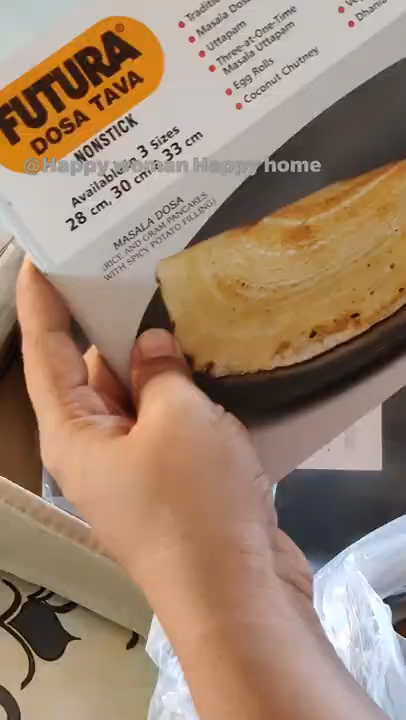 FUTURA®
DOSA TAVA
NONSTICK
Available in 3 Sizes
28 cm, 30 cm & 33 cm
MASALA DOSA
(RICE AND GRAM PANCAKES
WITH SPICY POTATO FILLING)
Masala Dosa
Uttapam
Three-at-One-Time
Masala Uttapam
Egg Rolls
Coconut Chutney
@Happy woman Happy home